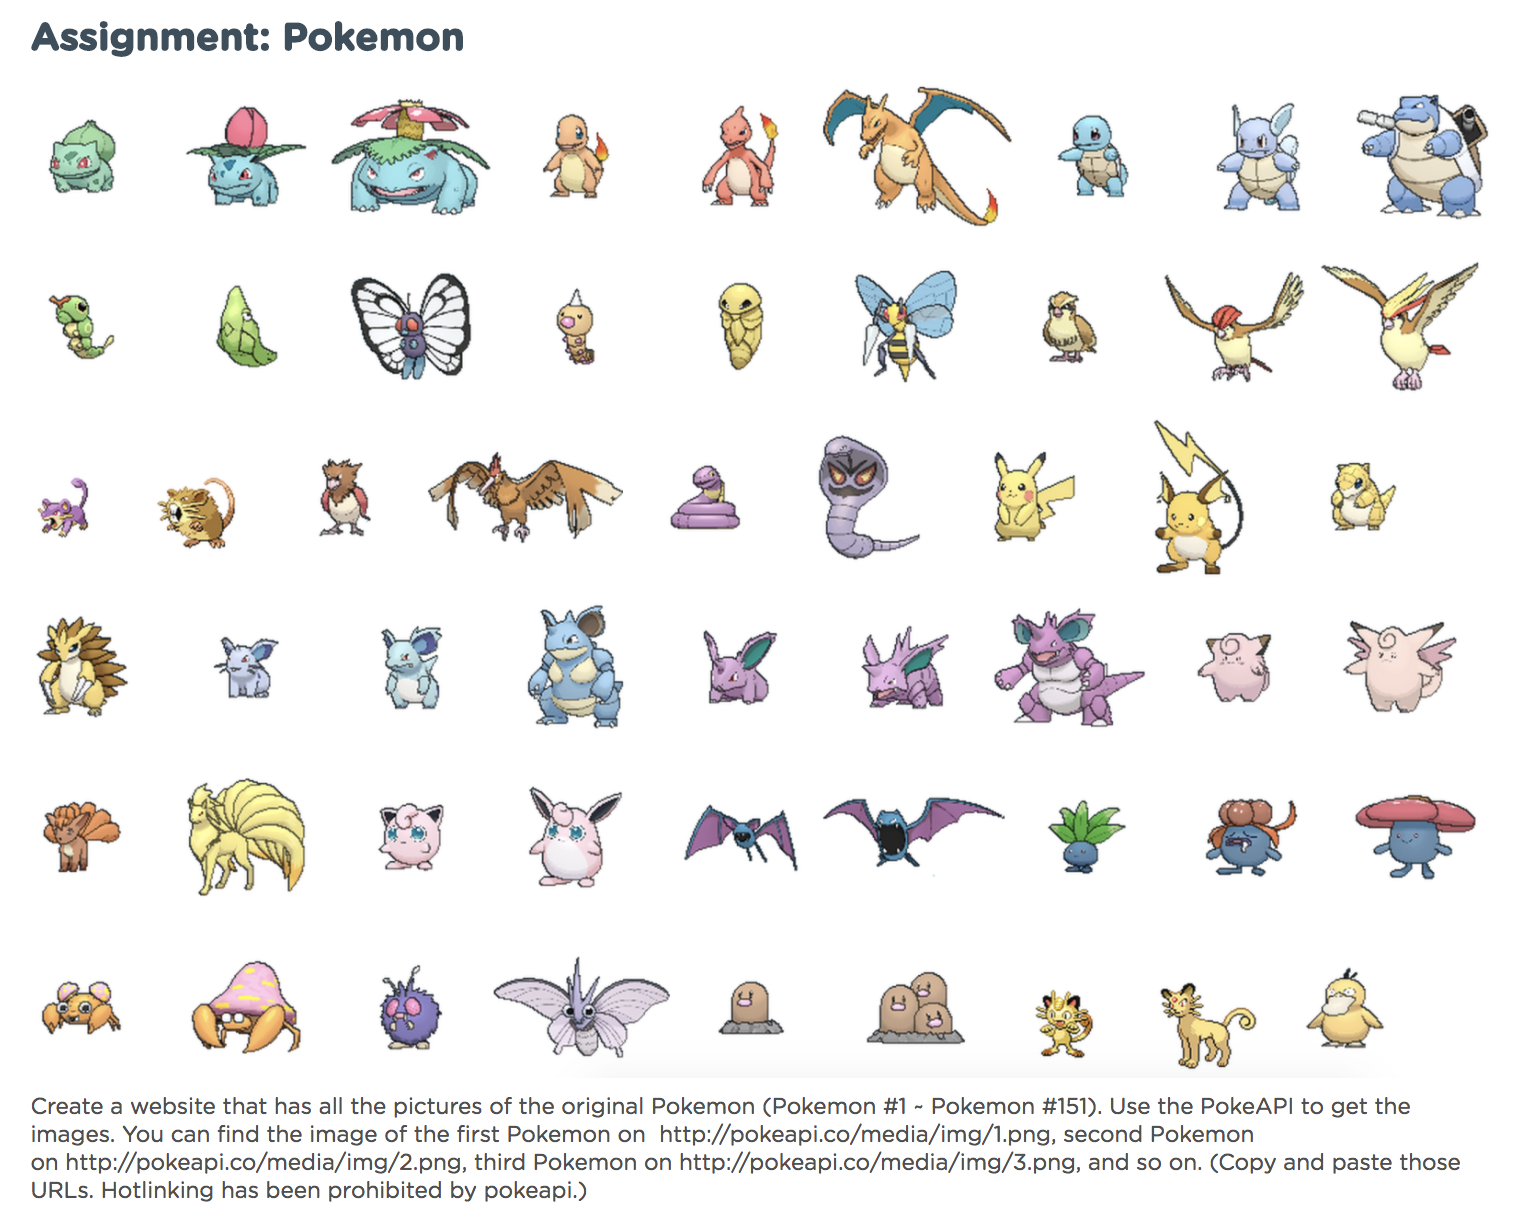 Assignment: Pokemon
Create a website that has all the pictures of the original Pokemon (Pokemon #1 ~ Pokemon #151). Use the PokeAPI to get the
images. You can find the image of the first Pokemon on  http://pokeapi.co/media/img/1.png, second Pokemon
on http://pokeapi.co/media/img/2.png, third Pokemon on http://pokeapi.co/media/img/3.png, and so on. (Copy and paste those
URLs. Hotlinking has been prohibited by pokeapi.)